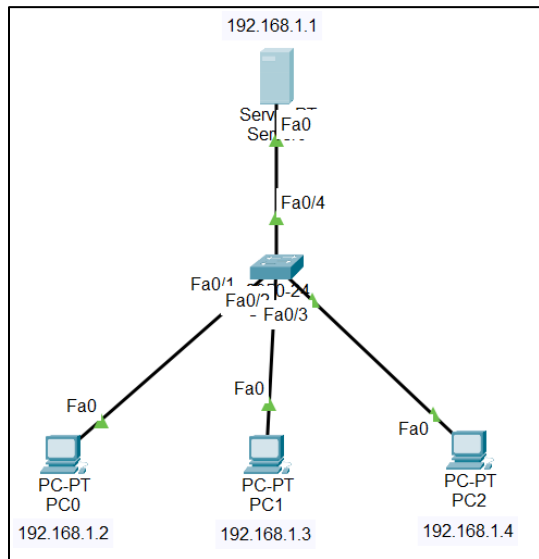 192.168.1.1
Fa0
Fa0/4
Fa0/1
Fa0/2
Fa0/3
Fa0
Fa0
Fa0
PC-PT
PC0
PC-PT
PC1
PC-PT
PC2
192.168.1.2
192.168.1.3
192.168.1.4